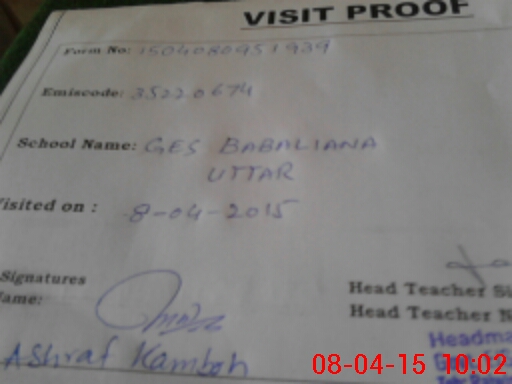 VISIT PROOF
Form No: 1504080951939
Emiscode: 35220674
School Name: GES BABALIANA
UTTAR
Visited on : 8-04-2015
Signatures
Name:
Head Teacher
Head Teacher
Ashraf Kamboh
08-04-15 10:02